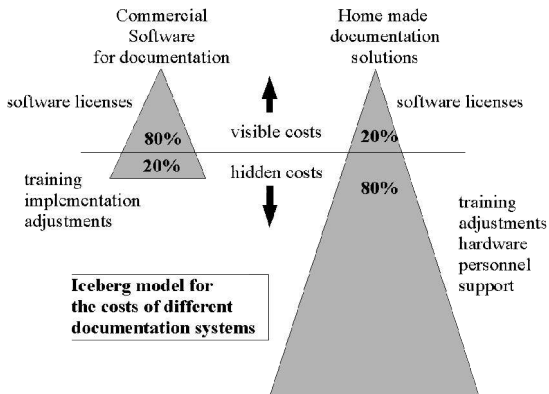 Commercial
Software
for documentation
Home made
documentation
solutions
software licenses
software licenses
80%
visible costs
20%
20%
hidden costs
80%
training
implementation
adjustments
training
adjustments
hardware
personnel
support
Iceberg model for
the costs of different
documentation systems